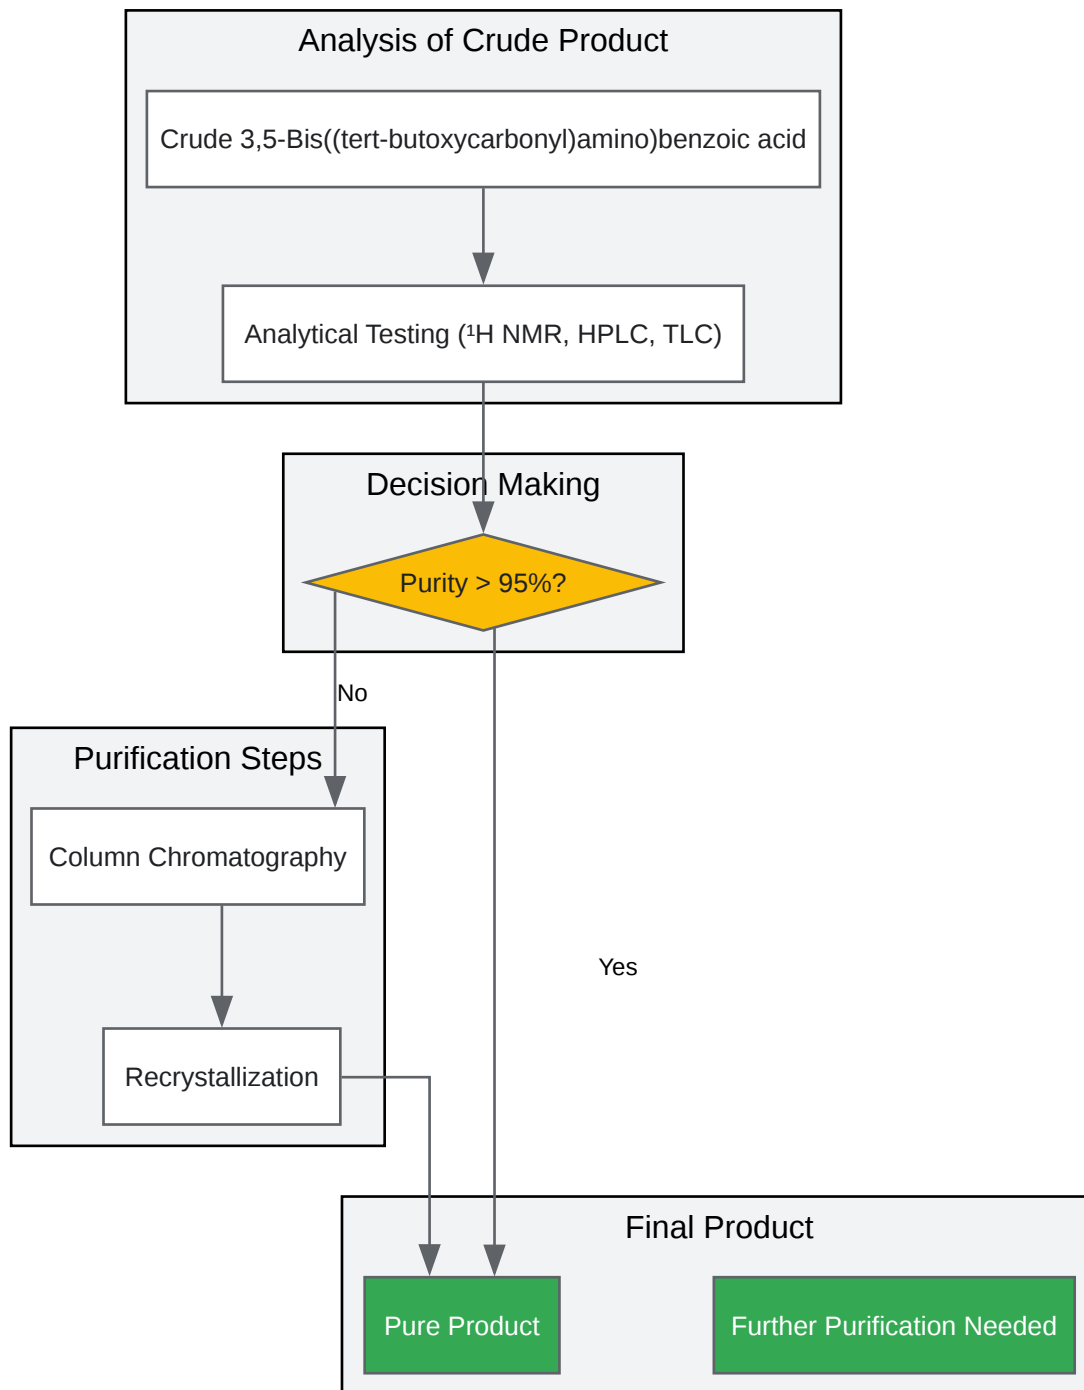 Analysis of Crude Product
Crude 3,5-Bis((tert-butoxycarbonyl)amino)benzoic acid
Analytical Testing (¹H NMR, HPLC, TLC)
Decision Making
Purity > 95%?
No
Purification Steps
Column Chromatography
Yes
Recrystallization
Final Product
Pure Product
Further Purification Needed